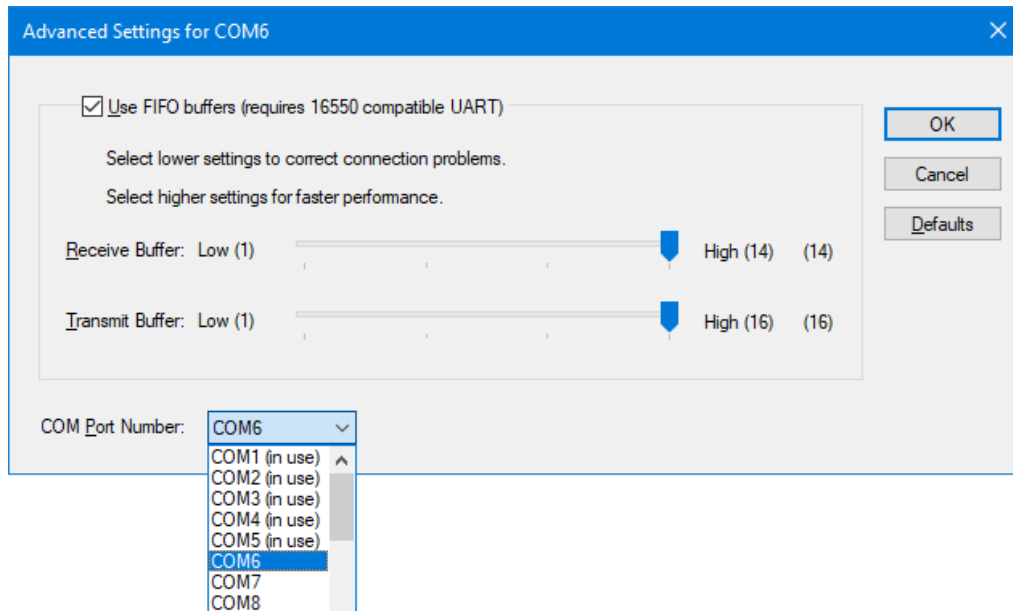 Advanced Settings for COM6
Use FIFO buffers (requires 16550 compatible UART)
OK
Select lower settings to correct connection problems.
Cancel
Select higher settings for faster performance.
Defaults
Receive Buffer: Low (1) High (14) (14)
Transmit Buffer: Low (1) High (16) (16)
COM Port Number: COM6
COM1 (in use)
COM2 (in use)
COM3 (in use)
COM4 (in use)
COM5 (in use)
COM6
COM7
COM8